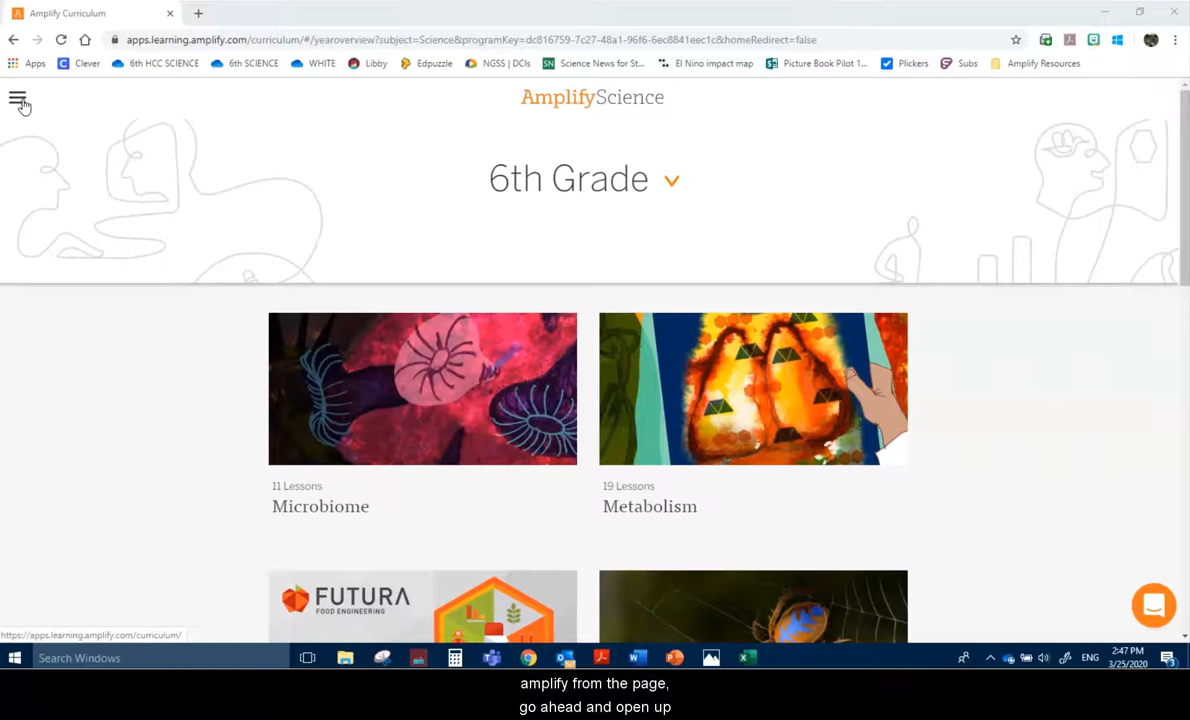 Amplify Curriculum
apps.learning.amplify.com/curriculum/#/yearoverview?subject=Science&programKey=dc816759-7c27-48a1-96f6-6ec8841eec1c&homeRedirect=false
Apps Clever 6th HCC SCIENCE 6th SCIENCE WHITE Libby Edpuzzle NGSS | DCIs Science News for St... El Nino impact map Picture Book Pilot 1... Plickers Subs Amplify Resources
AmplifyScience
6th Grade
11 Lessons
Microbiome
19 Lessons
Metabolism
FUTURA
FOOD ENGINEERING
https://apps.learning.amplify.com/curriculum/
Search Windows
ENG
2:47 PM
3/25/2020
3
amplify from the page,
go ahead and open up